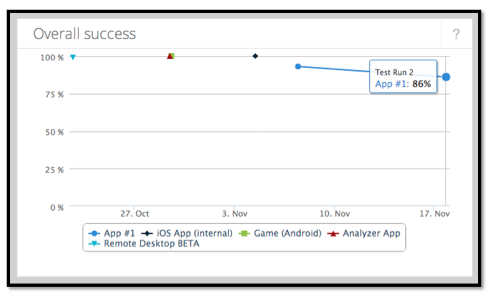 Overall success ?
100 %
75 %
50 %
25 %
0 %
Test Run 2
App #1: 86%
27. Oct 3. Nov 10. Nov 17. Nov
App #1 iOS App (internal) Game (Android) Analyzer App
Remote Desktop BETA